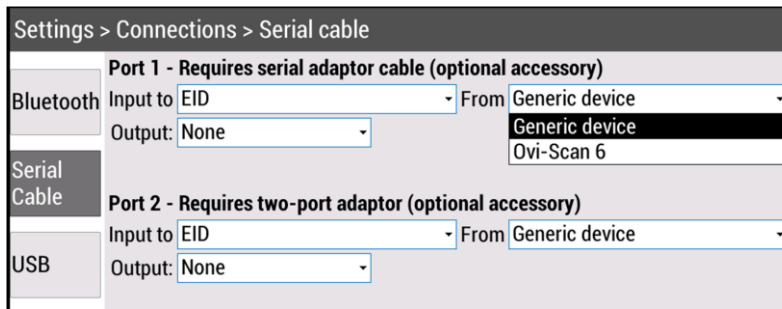 Settings > Connections > Serial cable
Port 1 - Requires serial adaptor cable (optional accessory)
Bluetooth
Input to EID From Generic device
Output: None
Generic device
Ovi-Scan 6
Serial
Cable
Port 2 - Requires two-port adaptor (optional accessory)
Input to EID From Generic device
USB
Output: None